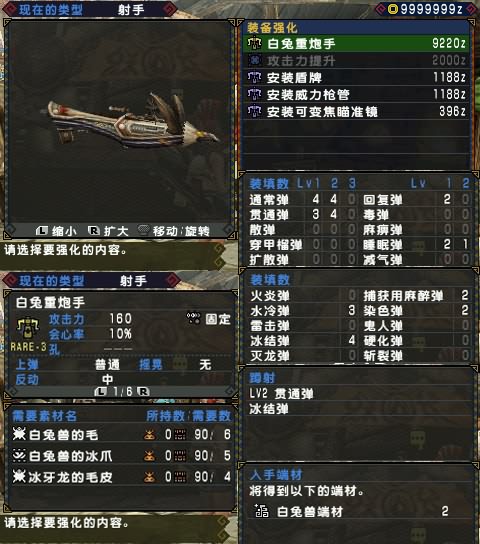 现在的类型 射手
L 缩小 R 扩大 移动/旋转
请选择要强化的内容。
9999999z
装备强化
白兔重炮手 9220z
攻击力提升 2000z
安装盾牌 1188z
安装威力枪管 1188z
安装可变焦瞄准镜 396z
装填数 Lv1 2 3 Lv 1 2
通常弹 4 4 0 回复弹 2 0
贯通弹 3 4 0 毒弹 0 0
散弹 0 0 0 麻痹弹 0 0
穿甲榴弹 0 0 0 睡眠弹 2 1
扩散弹 0 0 0 减气弹 0 0
现在的类型 射手
白兔重炮手
攻击力 160 固定
会心率 10%
RARE-3 孔 ---
上弹 普通 摇晃 无
反动 中
L 1/6 R
装填数
火炎弹 0 捕获用麻醉弹 2
水冷弹 3 染色弹 2
雷击弹 0 鬼人弹 0
冰结弹 4 硬化弹 0
灭龙弹 0 斩裂弹 0
蹲射
LV2 贯通弹
冰结弹
需要素材名 所持数/需要数
白兔兽的毛 0 90/ 6
白兔兽的冰爪 0 90/ 5
冰牙龙的毛皮 0 90/ 4
请选择要强化的内容。
入手端材
将得到以下的端材。
白兔兽端材 2